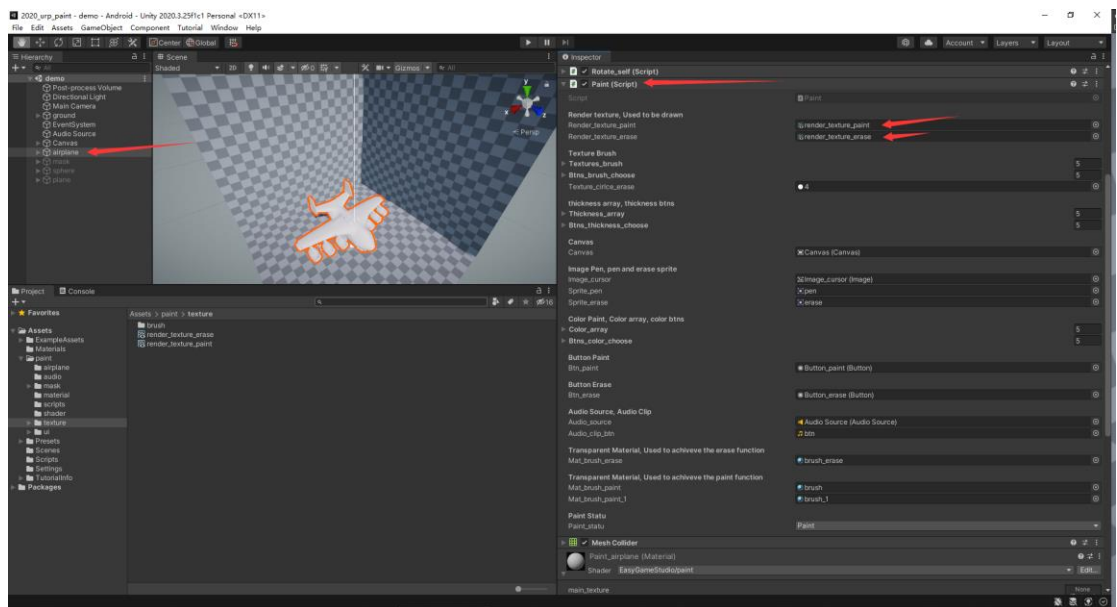 2020_urp_paint - demo - Android - Unity 2020.3.25f1c1 Personal <DX11>
File Edit Assets GameObject Component Tutorial Window Help
Center Global
Account Layers Layout
Hierarchy
All
demo
Post-process Volume
Directional Light
Main Camera
ground
EventSystem
Audio Source
Canvas
airplane
mask
sphere
plane
Scene
Shaded 2D 0 Gizmos All
y
x
Persp
Project Console
16
Favorites
Assets
ExampleAssets
Materials
paint
airplane
audio
mask
material
scripts
shader
texture
ui
Presets
Scenes
Scripts
Settings
TutorialInfo
Packages
Assets > paint > texture
brush
render_texture_erase
render_texture_paint
Inspector
Rotate_self (Script)
Paint (Script)
Script Paint
Render texture, Used to be drawn
Render_texture_paint render_texture_paint
Render_texture_erase render_texture_erase
Texture Brush
Textures_brush 5
Btns_brush_choose 5
Texture_cirlce_erase 4
thickness array, thickness btns
Thickness_array 5
Btns_thickness_choose 5
Canvas
Canvas Canvas (Canvas)
Image Pen, pen and erase sprite
Image_cursor Image_cursor (Image)
Sprite_pen pen
Sprite_erase erase
Color Paint, Color array, color btns
Color_array 5
Btns_color_choose 5
Button Paint
Btn_paint Button_paint (Button)
Button Erase
Btn_erase Button_erase (Button)
Audio Source, Audio Clip
Audio_source Audio Source (Audio Source)
Audio_clip_btn btn
Transparent Material, Used to achiveve the erase function
Mat_brush_erase brush_erase
Transparent Material, Used to achiveve the paint function
Mat_brush_paint brush
Mat_brush_paint_1 brush_1
Paint Statu
Paint_statu Paint
Mesh Collider
Paint_airplane (Material)
Shader EasyGameStudio/paint Edit...
main_texture None